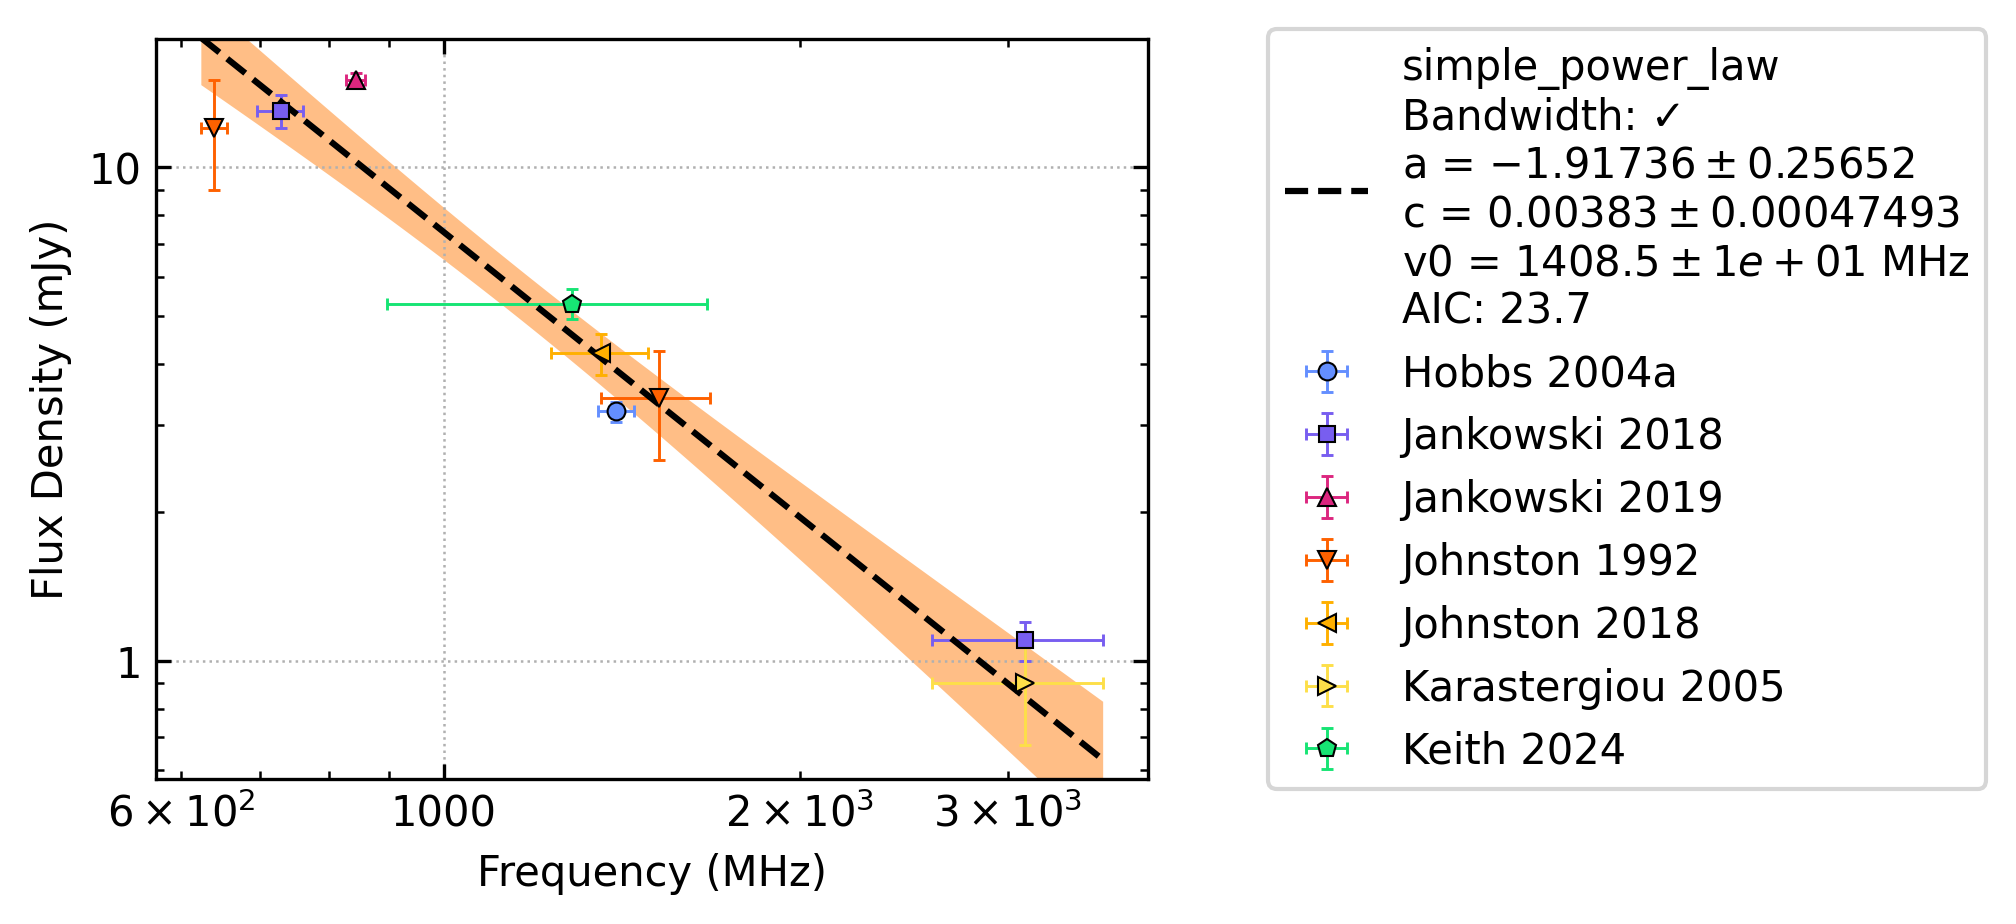 simple_power_law
Bandwidth: ✓
a = −1.91736 ± 0.25652
c = 0.00383 ± 0.00047493
v0 = 1408.5 ± 1e + 01 MHz
AIC: 23.7
Hobbs 2004a
Jankowski 2018
Jankowski 2019
Johnston 1992
Johnston 2018
Karastergiou 2005
Keith 2024
Flux Density (mJy)
10
1
6 × 10² 1000 2 × 10³ 3 × 10³
Frequency (MHz)